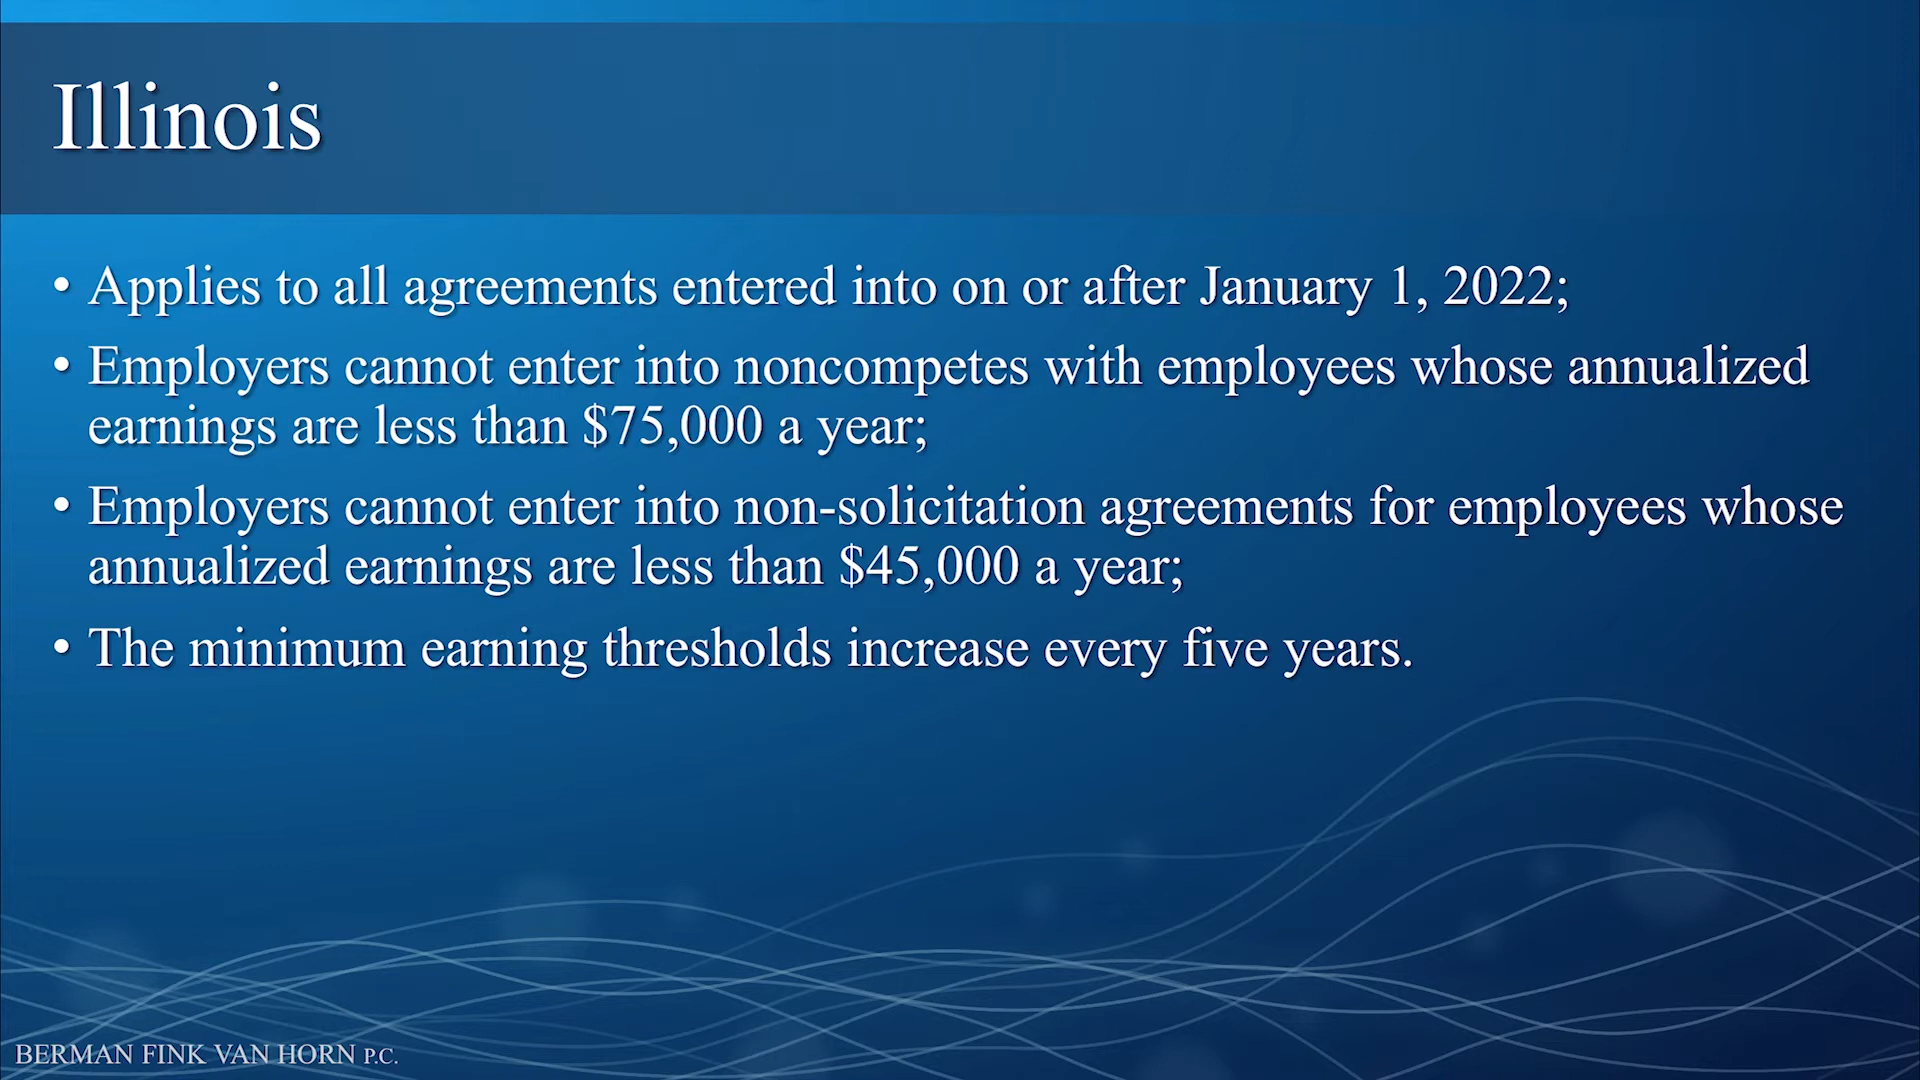 Illinois
• Applies to all agreements entered into on or after January 1, 2022;
• Employers cannot enter into noncompetes with employees whose annualized
earnings are less than $75,000 a year;
• Employers cannot enter into non-solicitation agreements for employees whose
annualized earnings are less than $45,000 a year;
• The minimum earning thresholds increase every five years.
BERMAN FINK VAN HORN P.C.